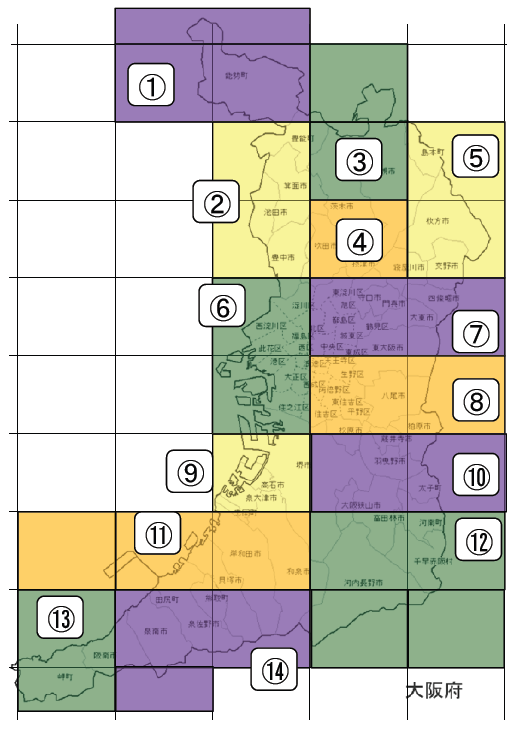 能勢町
①
豊能町
③
島本町
⑤
箕面市
②
茨木市
池田市
枚方市
吹田市
④
豊中市
摂津市
寝屋川市
交野市
⑥
東淀川区
守口市
四條畷市
淀川区
旭区
門真市
西淀川区
都島区
大東市
鶴見区
⑦
福島区
北区
城東区
此花区
西区
中央区
東成区
東大阪市
港区
浪速区
天王寺区
大正区
生野区
西成区
阿倍野区
八尾市
⑧
住之江区
東住吉区
住吉区
平野区
松原市
柏原市
藤井寺市
⑨
堺市
羽曳野市
⑩
高石市
太子町
泉大津市
忠岡町
大阪狭山市
⑪
富田林市
河南町
⑫
岸和田市
千早赤阪村
和泉市
貝塚市
河内長野市
⑬
田尻町
熊取町
泉佐野市
泉南市
阪南市
⑭
岬町
大阪府